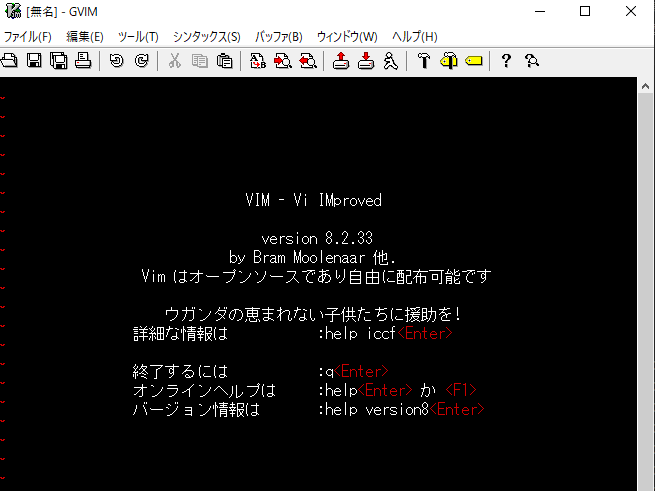 [無名] - GVIM
ファイル(F) 編集(E) ツール(T) シンタックス(S) バッファ(B) ウィンドウ(W) ヘルプ(H)
VIM - Vi IMproved
version 8.2.33
by Bram Moolenaar 他.
Vim はオープンソースであり自由に配布可能です
ウガンダの恵まれない子供たちに援助を!
詳細な情報は :help iccf<Enter>
終了するには :q<Enter>
オンラインヘルプは :help<Enter> か <F1>
バージョン情報は :help version8<Enter>